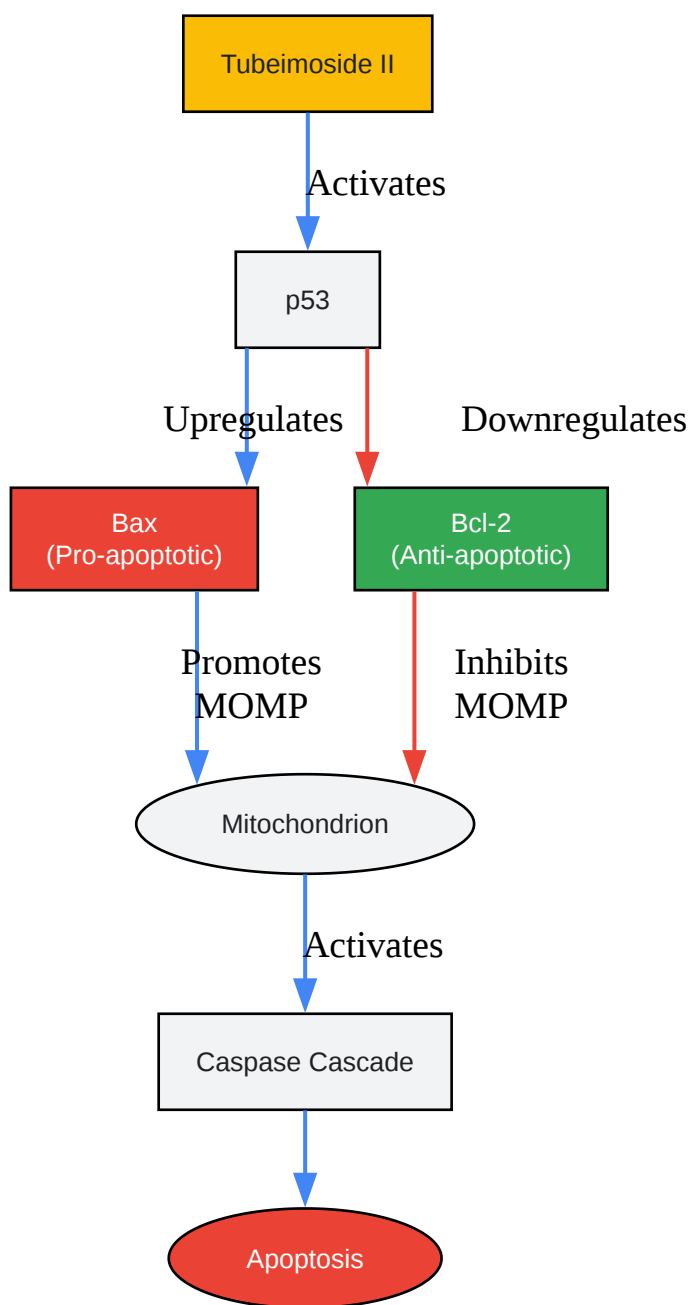 Tubeimoside II
Activates
p53
Upregulates
Downregulates
Bax
(Pro-apoptotic)
Bcl-2
(Anti-apoptotic)
Promotes
MOMP
Inhibits
MOMP
Mitochondrion
Activates
Caspase Cascade
Apoptosis